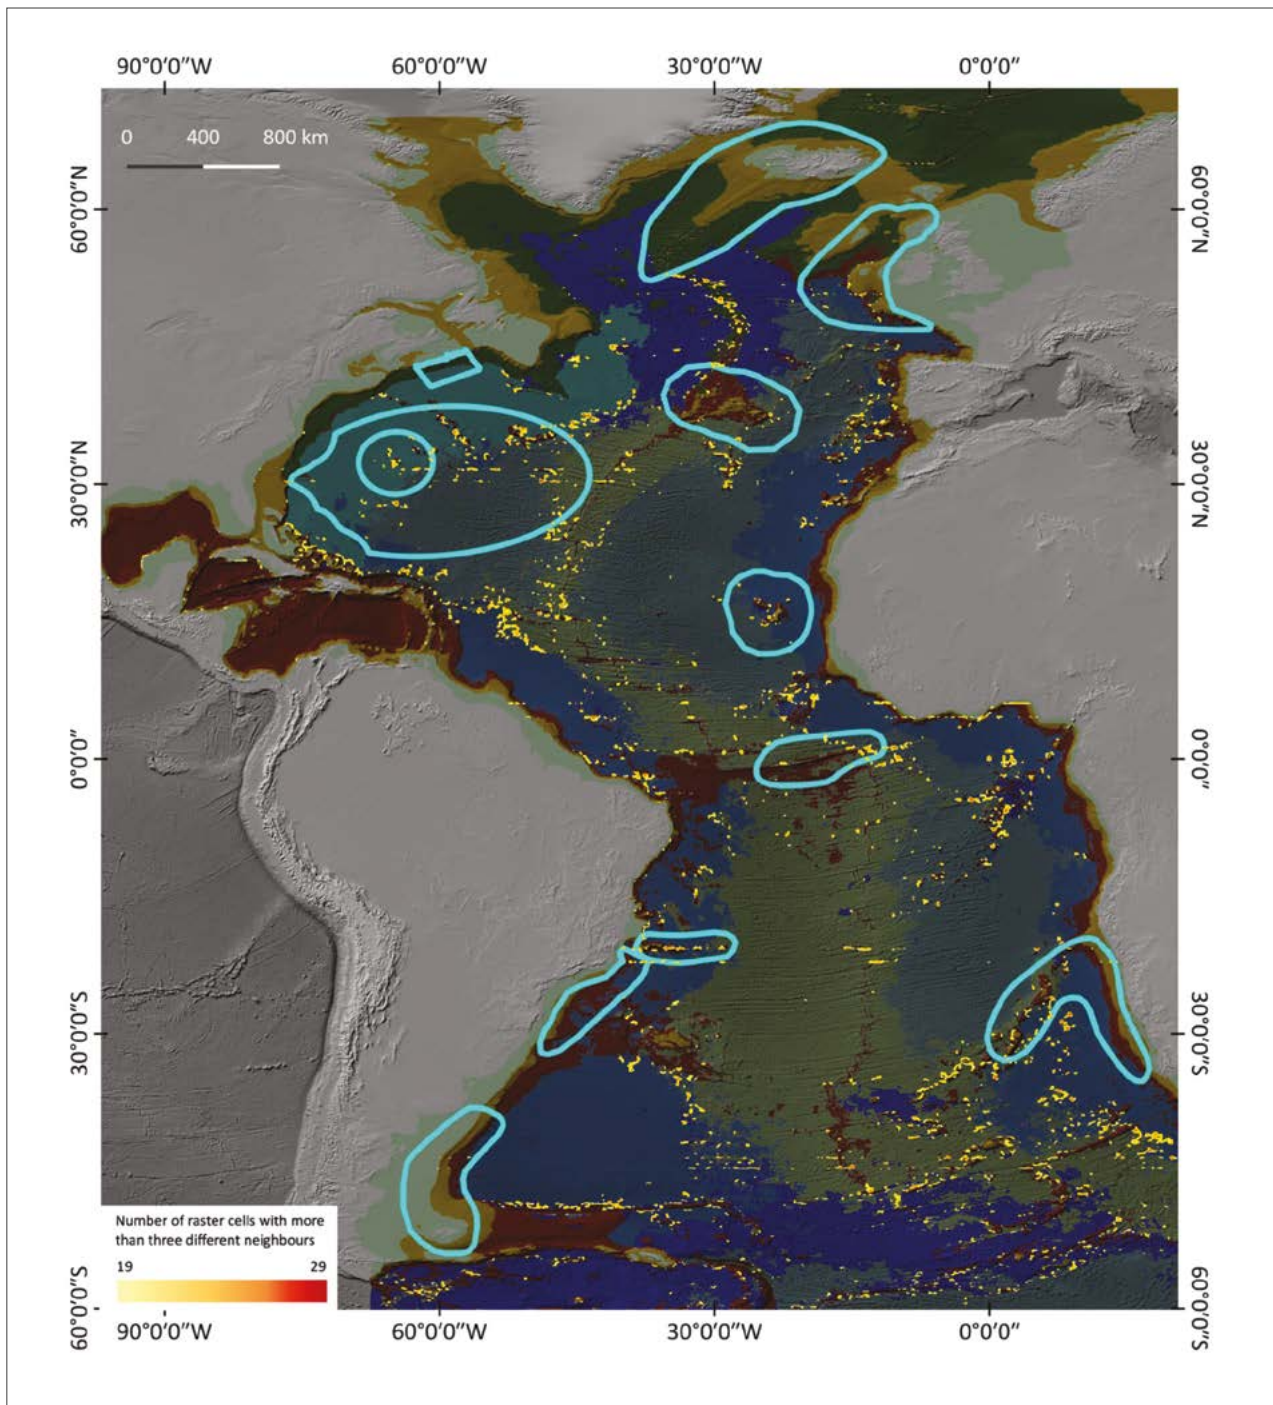 90°0'0"W 60°0'0"W 30°0'0"W 0°0'0"
0 400 800 km
60°0'0"N 60°0'0"N
30°0'0"N 30°0'0"N
0°0'0" 0°0'0"
30°0'0"S 30°0'0"S
Number of raster cells with more
than three different neighbours
19 29
60°0'0"S 60°0'0"S
90°0'0"W 60°0'0"W 30°0'0"W 0°0'0"